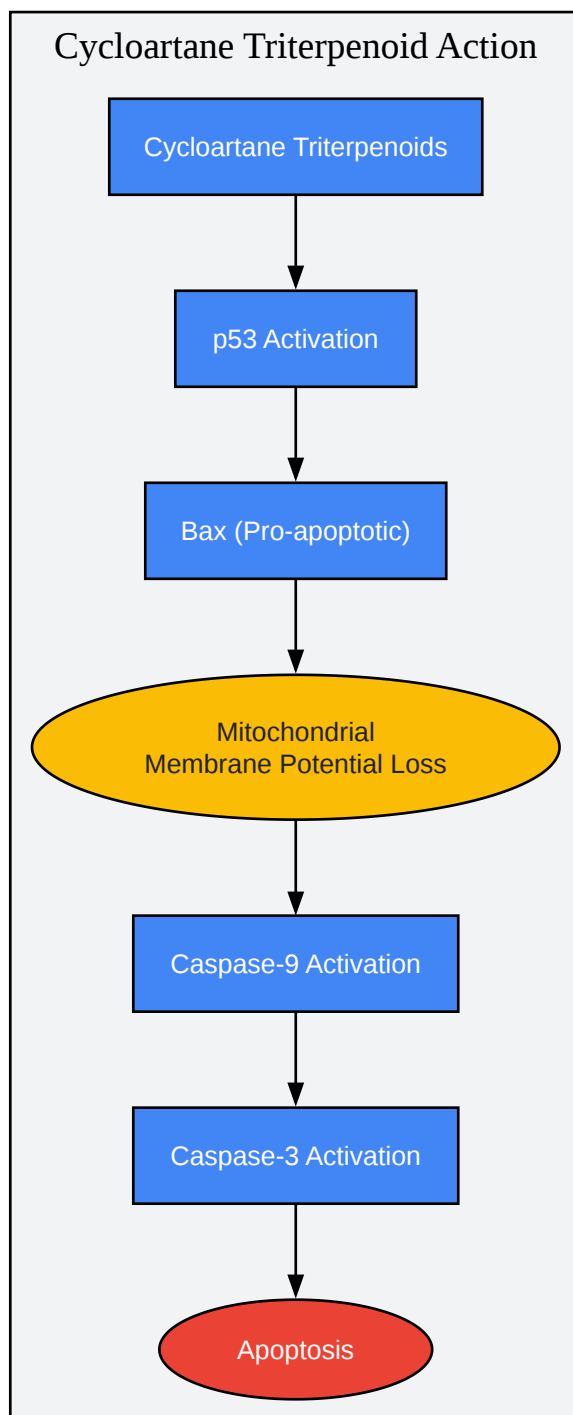 Cycloartane Triterpenoid Action
Cycloartane Triterpenoids
p53 Activation
Bax (Pro-apoptotic)
Mitochondrial
Membrane Potential Loss
Caspase-9 Activation
Caspase-3 Activation
Apoptosis